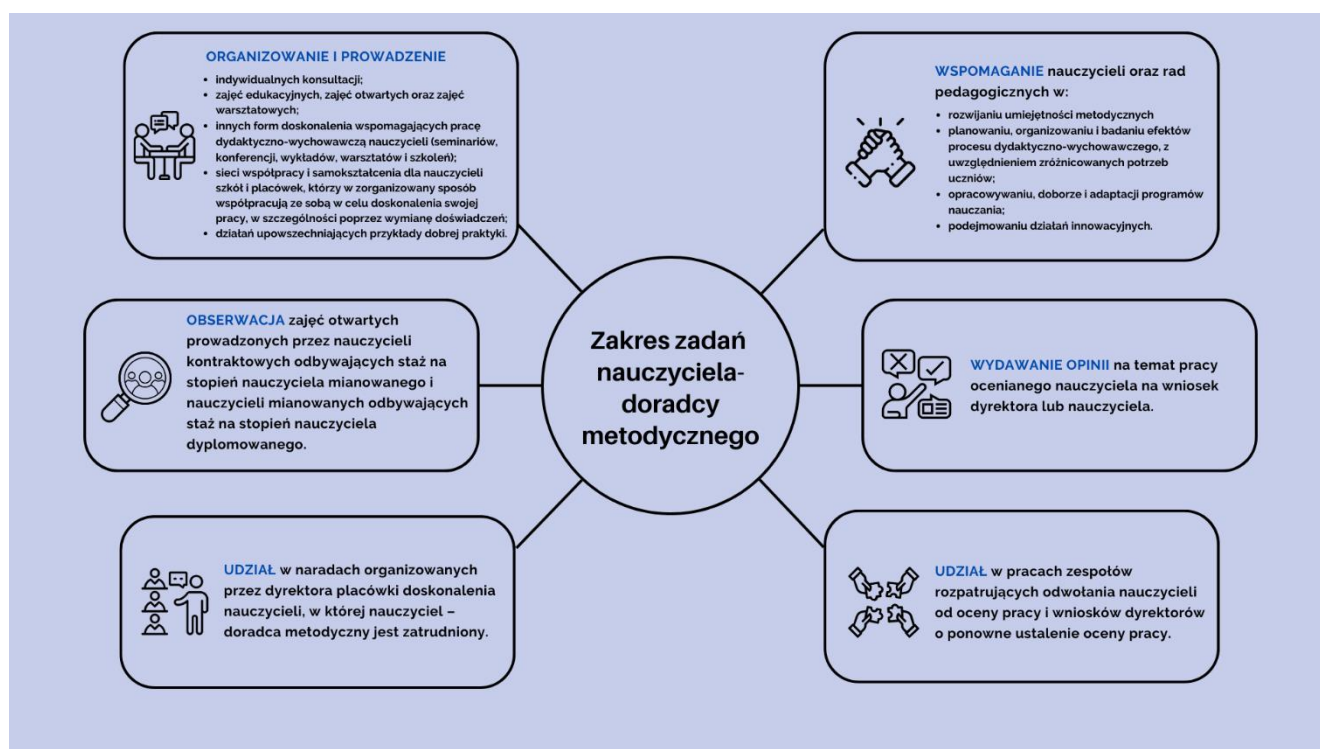 ORGANIZOWANIE I PROWADZENIE
• indywidualnych konsultacji;
• zajęć edukacyjnych, zajęć otwartych oraz zajęć
warsztatowych;
• innych form doskonalenia wspomagających pracę
dydaktyczno-wychowawczą nauczycieli (seminariów,
konferencji, wykładów, warsztatów i szkoleń);
• sieci współpracy i samokształcenia dla nauczycieli
szkół i placówek, którzy w zorganizowany sposób
współpracują ze sobą w celu doskonalenia swojej
pracy, w szczególności poprzez wymianę doświadczeń;
• działań upowszechniających przykłady dobrej praktyki.
WSPOMAGANIE nauczycieli oraz rad
pedagogicznych w:
• rozwijaniu umiejętności metodycznych
• planowaniu, organizowaniu i badaniu efektów
procesu dydaktyczno-wychowawczego, z
uwzględnieniem zróżnicowanych potrzeb
uczniów;
• opracowywaniu, doborze i adaptacji programów
nauczania;
• podejmowaniu działań innowacyjnych.
OBSERWACJA zajęć otwartych
prowadzonych przez nauczycieli
kontraktowych odbywających staż na
stopień nauczyciela mianowanego i
nauczycieli mianowanych odbywających
staż na stopień nauczyciela
dyplomowanego.
Zakres zadań
nauczyciela-
doradcy
metodycznego
WYDAWANIE OPINII na temat pracy
ocenianego nauczyciela na wniosek
dyrektora lub nauczyciela.
UDZIAŁ w naradach organizowanych
przez dyrektora placówki doskonalenia
nauczycieli, w której nauczyciel –
doradca metodyczny jest zatrudniony.
UDZIAŁ w pracach zespołów
rozpatrujących odwołania nauczycieli
od oceny pracy i wniosków dyrektorów
o ponowne ustalenie oceny pracy.